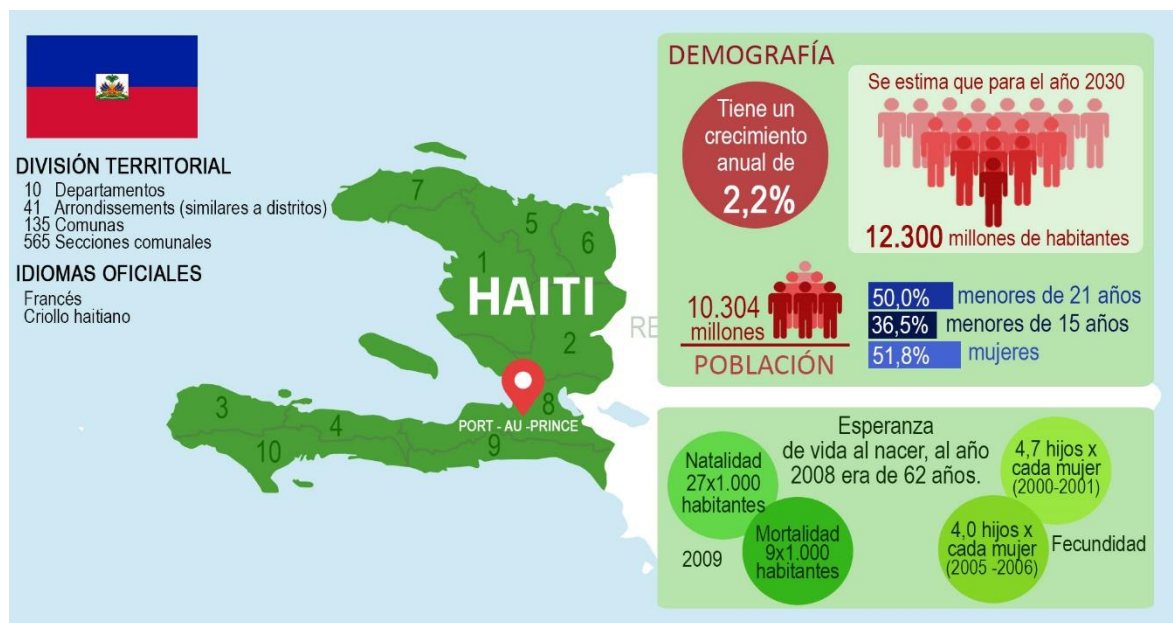 DIVISIÓN TERRITORIAL
10 Departamentos
41 Arrondissements (similares a distritos)
135 Comunas
565 Secciones comunales
IDIOMAS OFICIALES
Francés
Criollo haitiano
7
5
6
1
HAITI
2
RE
3
4
8
PORT - AU -PRINCE
9
10
DEMOGRAFÍA
Tiene un
crecimiento
anual de
2,2%
Se estima que para el año 2030
12.300 millones de habitantes
10.304
millones
POBLACIÓN
50,0% menores de 21 años
36,5% menores de 15 años
51,8% mujeres
Natalidad
27x1.000
habitantes
Mortalidad
9x1.000
habitantes
2009
Esperanza
de vida al nacer, al año
2008 era de 62 años.
4,7 hijos x
cada mujer
(2000-2001)
4,0 hijos x
cada mujer
(2005 -2006)
Fecundidad